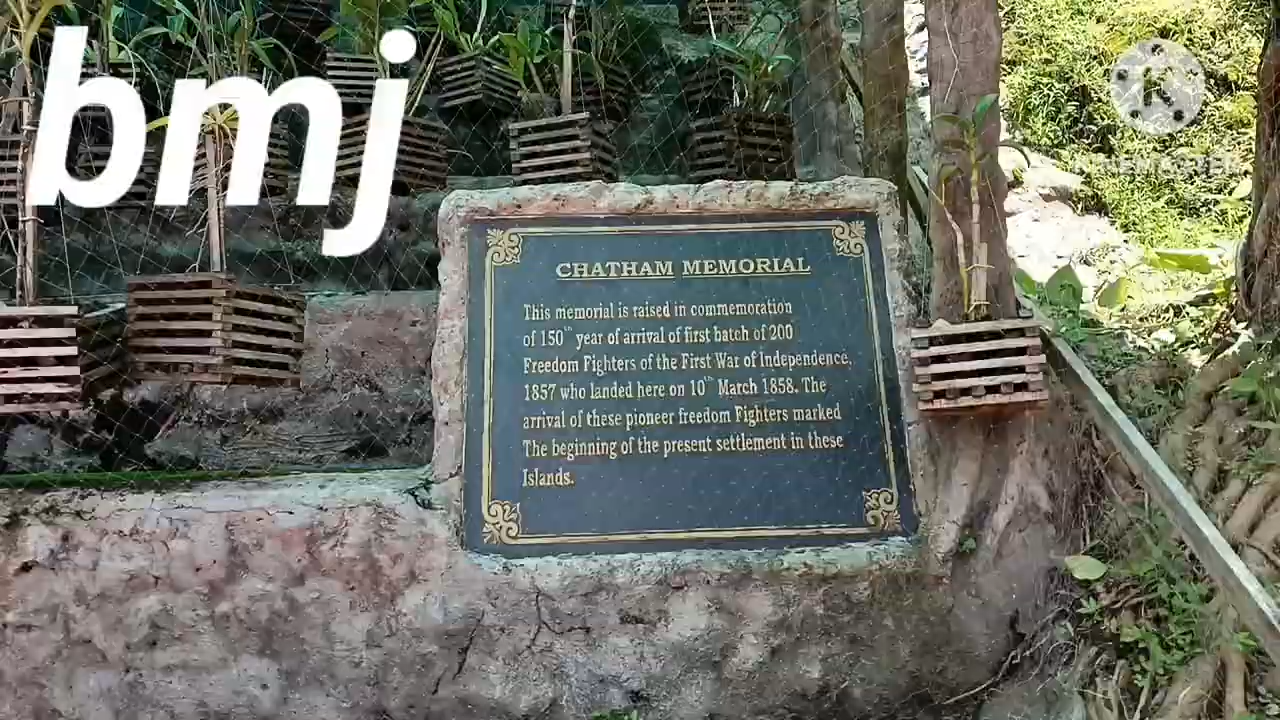 bmj
K
KINEMASTER
CHATHAM MEMORIAL
This memorial is raised in commemoration
of 150th year of arrival of first batch of 200
Freedom Fighters of the First War of Independence,
1857 who landed here on 10th March 1858. The
arrival of these pioneer freedom Fighters marked
The beginning of the present settlement in these
Islands.